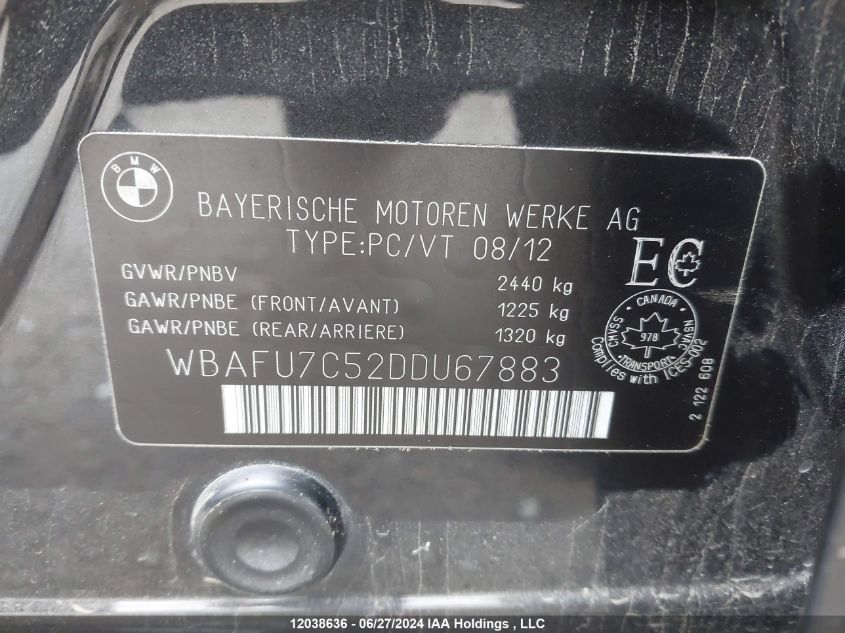 BMW
BAYERISCHE MOTOREN WERKE AG
TYPE:PC/VT 08/12
EC
GVWR/PNBV 2440 kg
GAWR/PNBE (FRONT/AVANT) 1225 kg
GAWR/PNBE (REAR/ARRIERE) 1320 kg
CANADA
CMVSS
NSVAC
978
TRANSPORT
Complies with ICES-002
WBAFU7C52DDU67883
2 122 608
12038636 - 06/27/2024 IAA Holdings , LLC